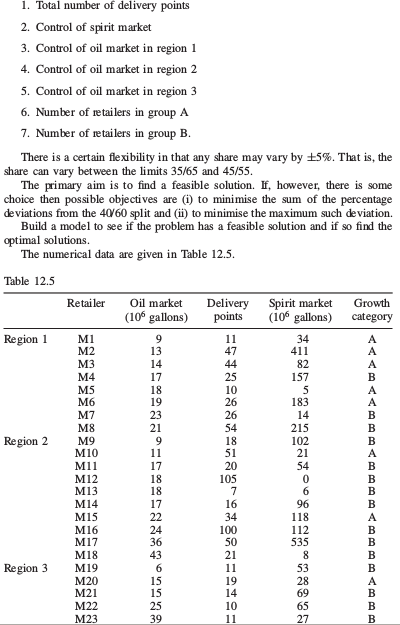 1. Total number of delivery points
2. Control of spirit market
3. Control of oil market in region 1
4. Control of oil market in region 2
5. Control of oil market in region 3
6. Number of retailers in group A
7. Number of retailers in group B.
There is a certain flexibility in that any share may vary by ±5%. That is, the
share can vary between the limits 35/65 and 45/55.
The primary aim is to find a feasible solution. If, however, there is some
choice then possible objectives are (i) to minimise the sum of the percentage
deviations from the 40/60 split and (ii) to minimise the maximum such deviation.
Build a model to see if the problem has a feasible solution and if so find the
optimal solutions.
The numerical data are given in Table 12.5.
Table 12.5
Retailer Oil market Delivery Spirit market Growth
(10⁶ gallons) points (10⁶ gallons) category
Region 1 M1 9 11 34 A
M2 13 47 411 A
M3 14 44 82 A
M4 17 25 157 B
M5 18 10 5 A
M6 19 26 183 A
M7 23 26 14 B
M8 21 54 215 B
Region 2 M9 9 18 102 B
M10 11 51 21 A
M11 17 20 54 B
M12 18 105 0 B
M13 18 7 6 B
M14 17 16 96 B
M15 22 34 118 A
M16 24 100 112 B
M17 36 50 535 B
M18 43 21 8 B
Region 3 M19 6 11 53 B
M20 15 19 28 A
M21 15 14 69 B
M22 25 10 65 B
M23 39 11 27 B